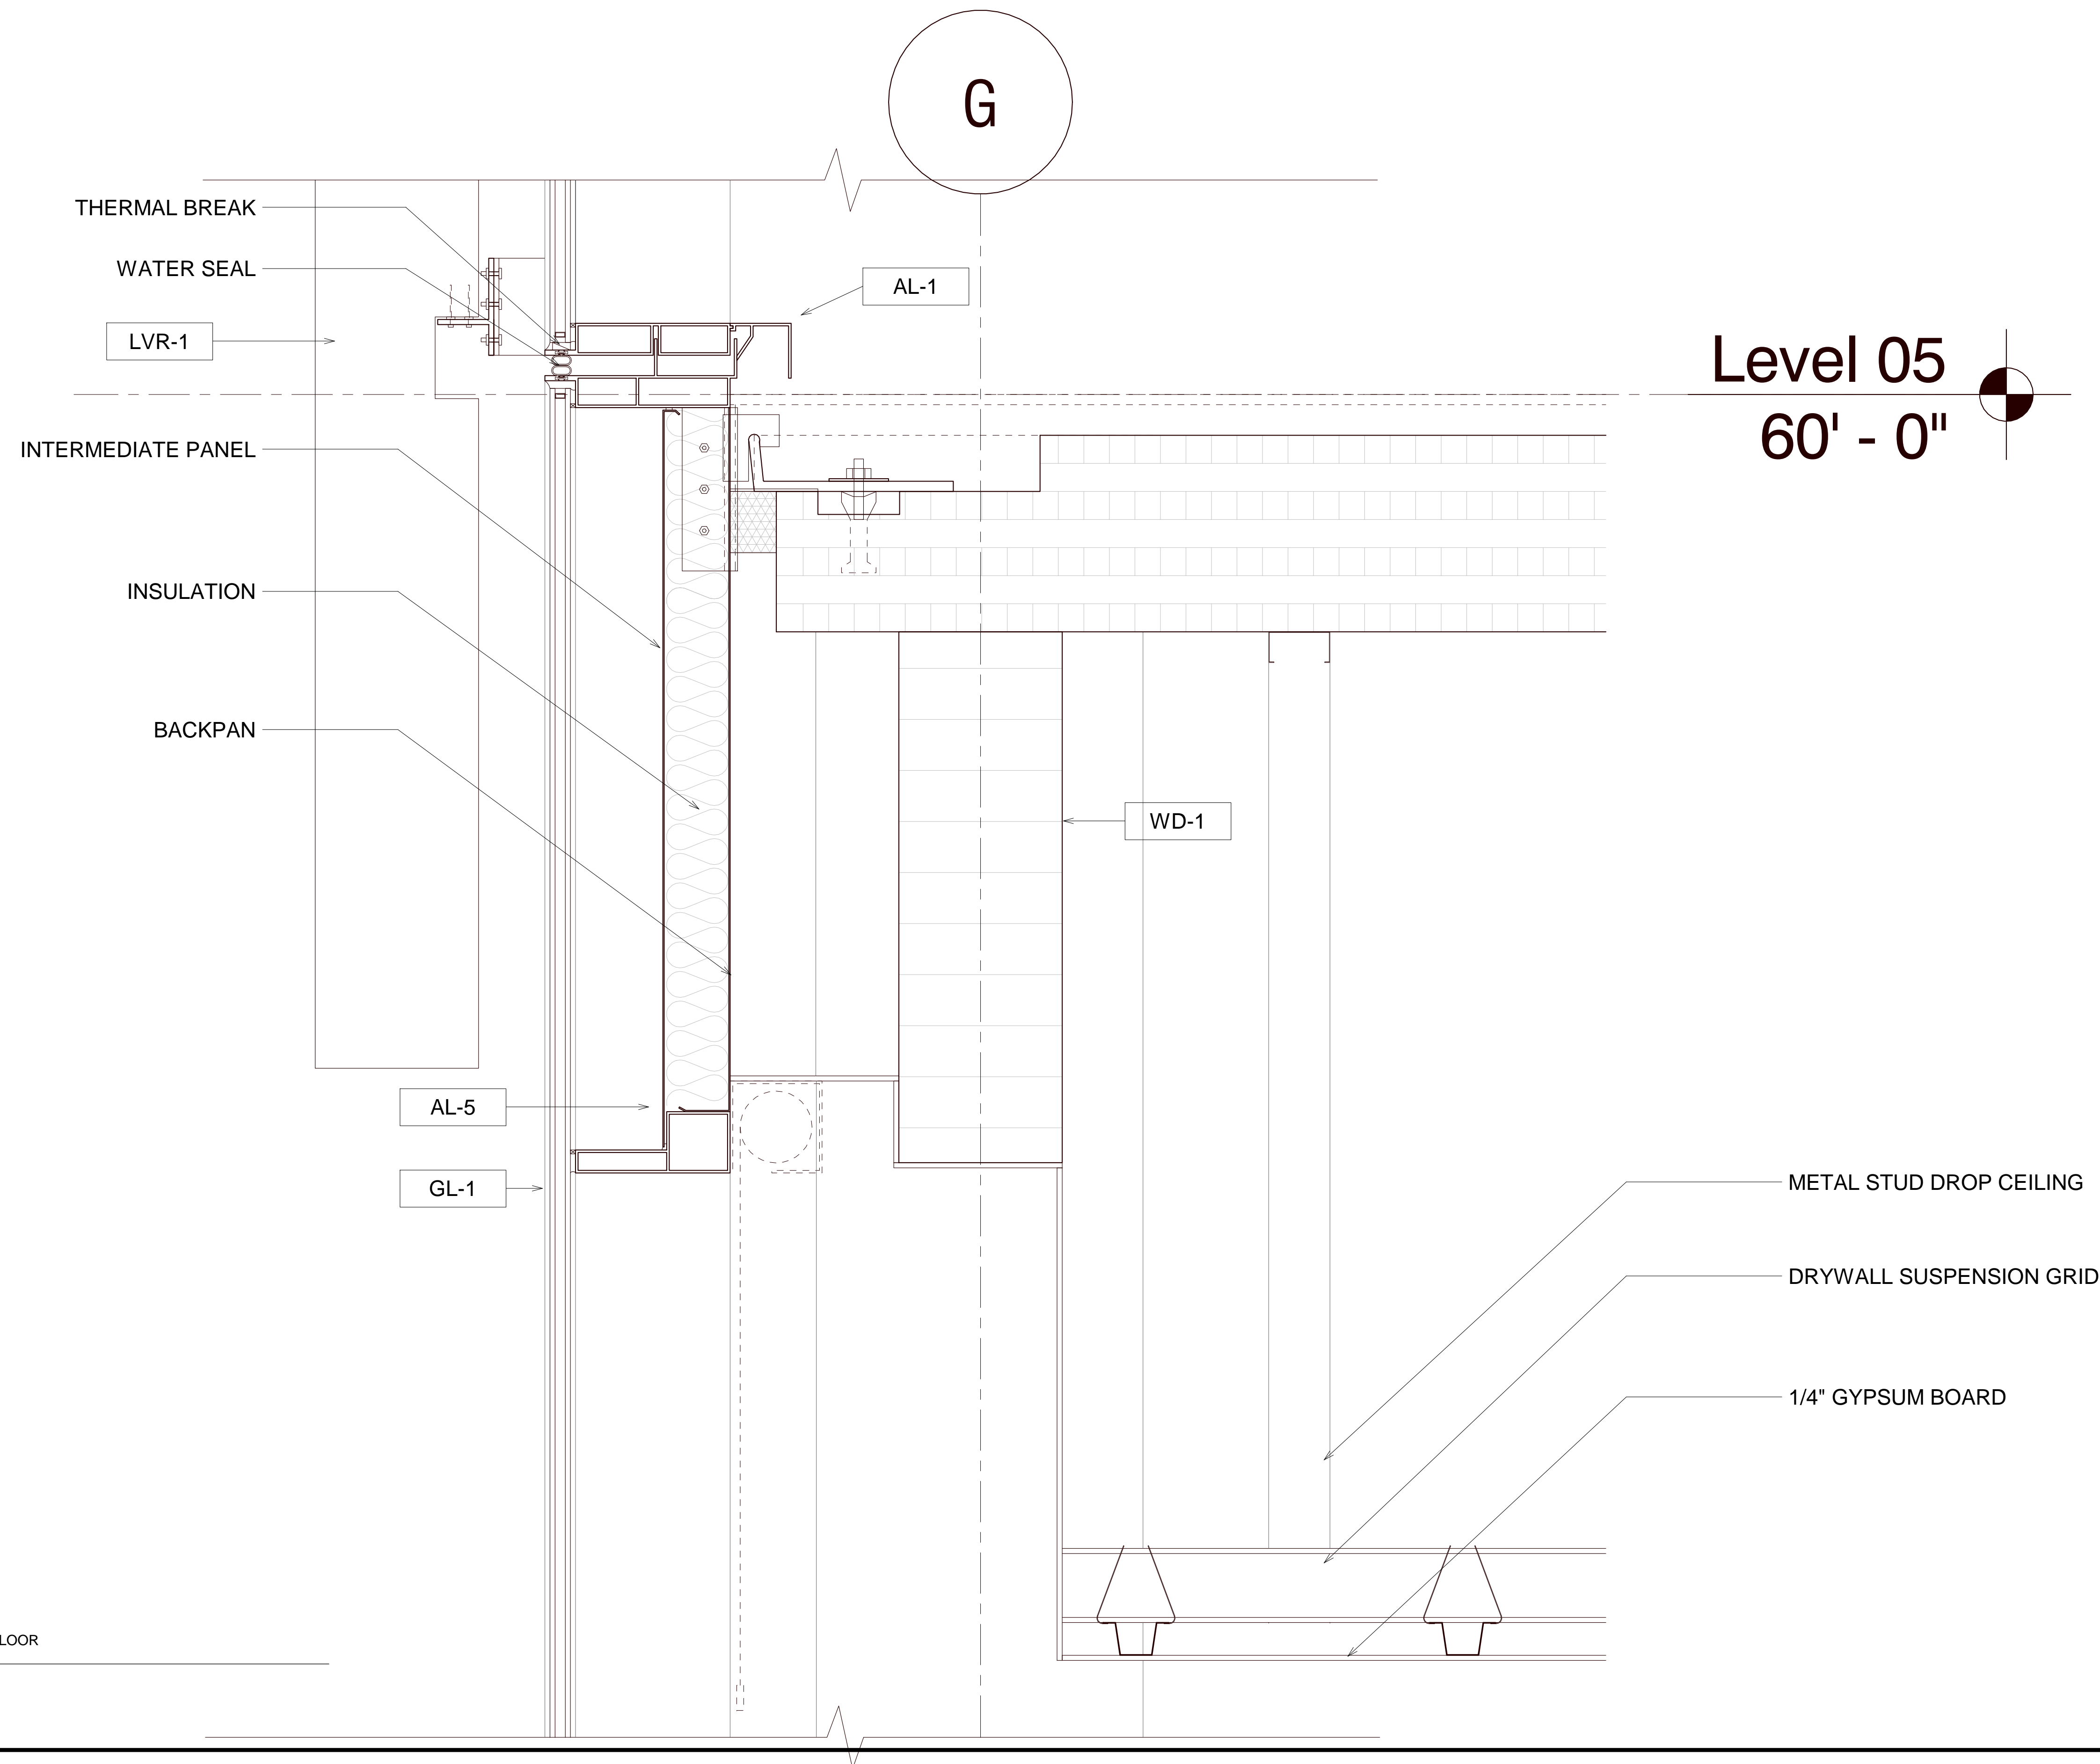 G
THERMAL BREAK
WATER SEAL
AL-1
LVR-1
Level 05
60' - 0"
INTERMEDIATE PANEL
INSULATION
BACKPAN
WD-1
AL-5
GL-1
METAL STUD DROP CEILING
DRYWALL SUSPENSION GRID
1/4" GYPSUM BOARD